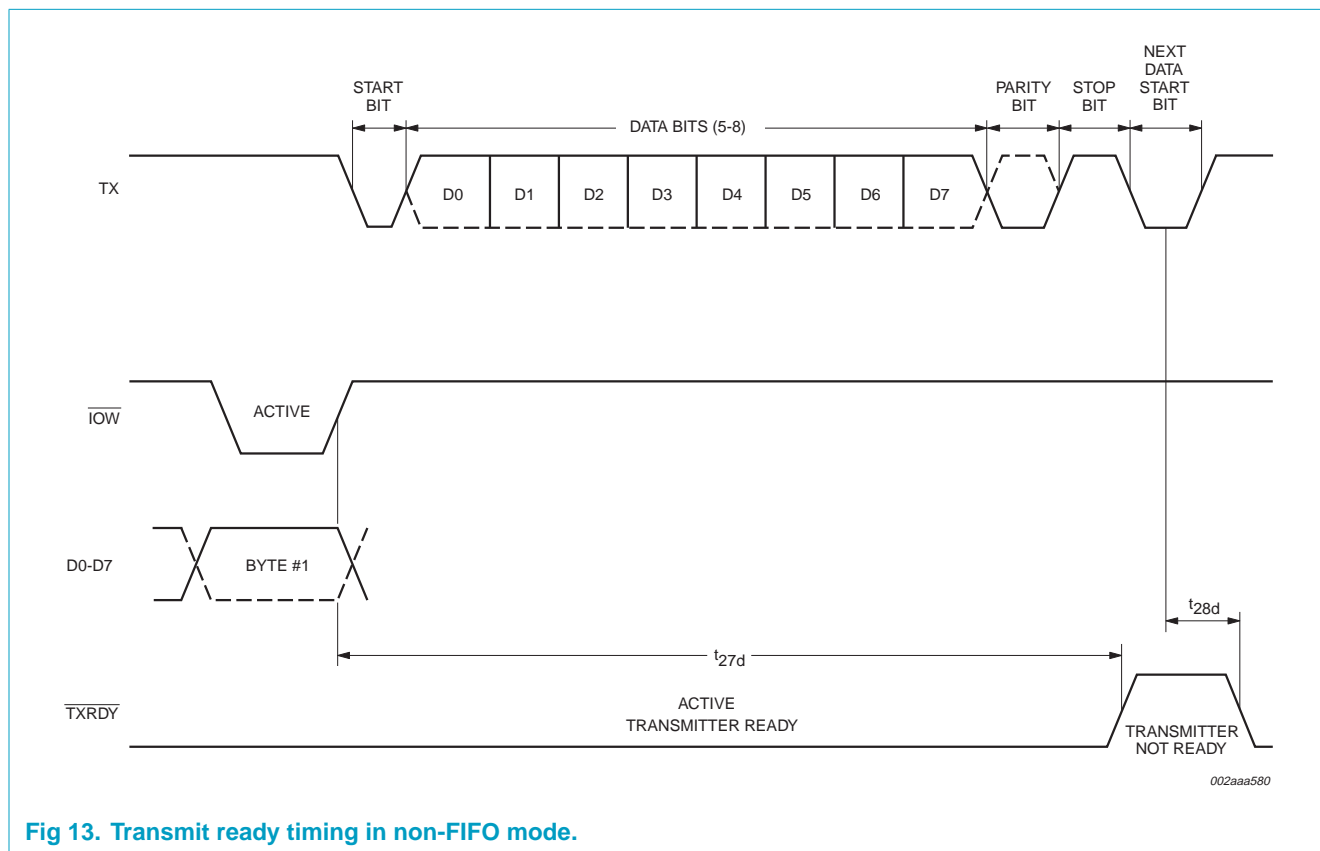 START
BIT
DATA BITS (5-8)
PARITY
BIT
STOP
BIT
NEXT
DATA
START
BIT
TX
D0
D1
D2
D3
D4
D5
D6
D7
IOW
ACTIVE
D0-D7
BYTE #1
t28d
t27d
TXRDY
ACTIVE
TRANSMITTER READY
TRANSMITTER
NOT READY
002aaa580
Fig 13. Transmit ready timing in non-FIFO mode.